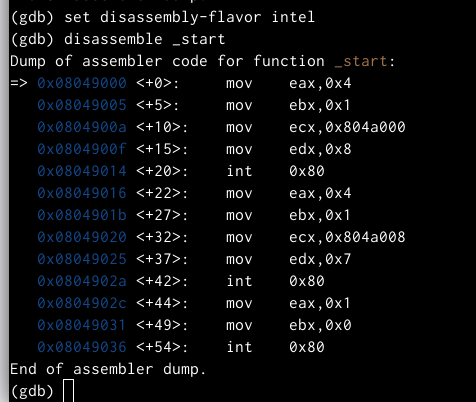 (gdb) set disassembly-flavor intel
(gdb) disassemble _start
Dump of assembler code for function _start:
=> 0x08049000 <+0>:     mov    eax,0x4
   0x08049005 <+5>:     mov    ebx,0x1
   0x0804900a <+10>:    mov    ecx,0x804a000
   0x0804900f <+15>:    mov    edx,0x8
   0x08049014 <+20>:    int    0x80
   0x08049016 <+22>:    mov    eax,0x4
   0x0804901b <+27>:    mov    ebx,0x1
   0x08049020 <+32>:    mov    ecx,0x804a008
   0x08049025 <+37>:    mov    edx,0x7
   0x0804902a <+42>:    int    0x80
   0x0804902c <+44>:    mov    eax,0x1
   0x08049031 <+49>:    mov    ebx,0x0
   0x08049036 <+54>:    int    0x80
End of assembler dump.
(gdb)